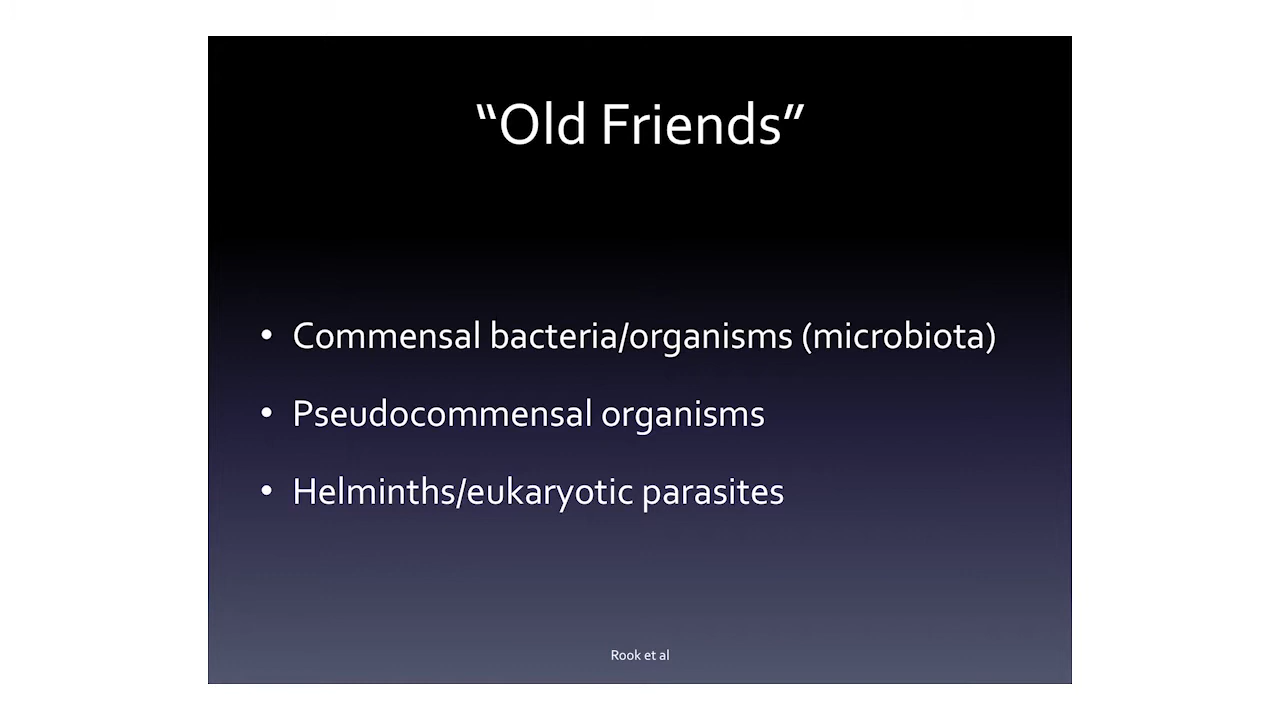 “Old Friends”
• Commensal bacteria/organisms (microbiota)
• Pseudocommensal organisms
• Helminths/eukaryotic parasites
Rook et al